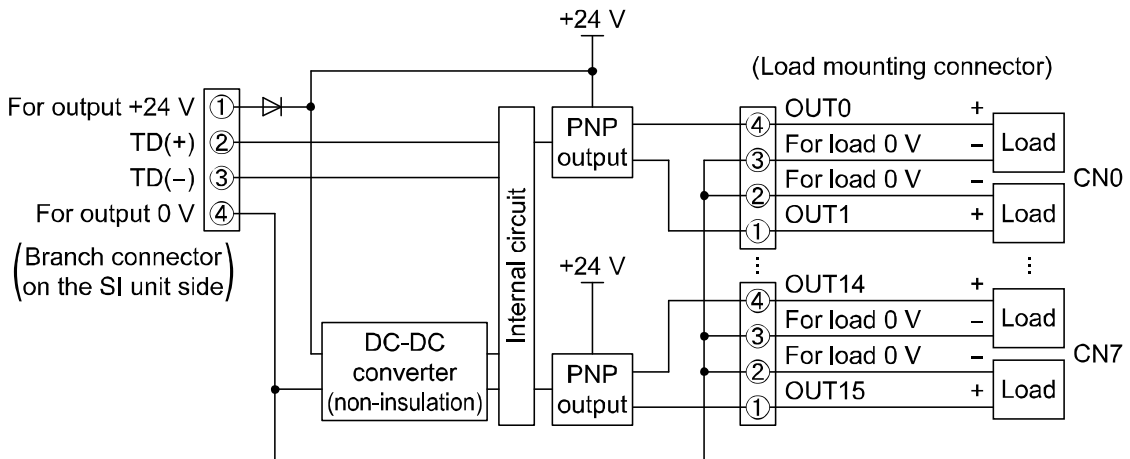 +24 V
(Load mounting connector)
For output +24 V ①
TD(+) ②
TD(−) ③
For output 0 V ④
(Branch connector
on the SI unit side)
DC-DC
converter
(non-insulation)
Internal circuit
PNP
output
+24 V
PNP
output
④ OUT0 +
③ For load 0 V −
② For load 0 V −
① OUT1 +
Load
Load
CN0
④ OUT14 +
③ For load 0 V −
② For load 0 V −
① OUT15 +
Load
Load
CN7